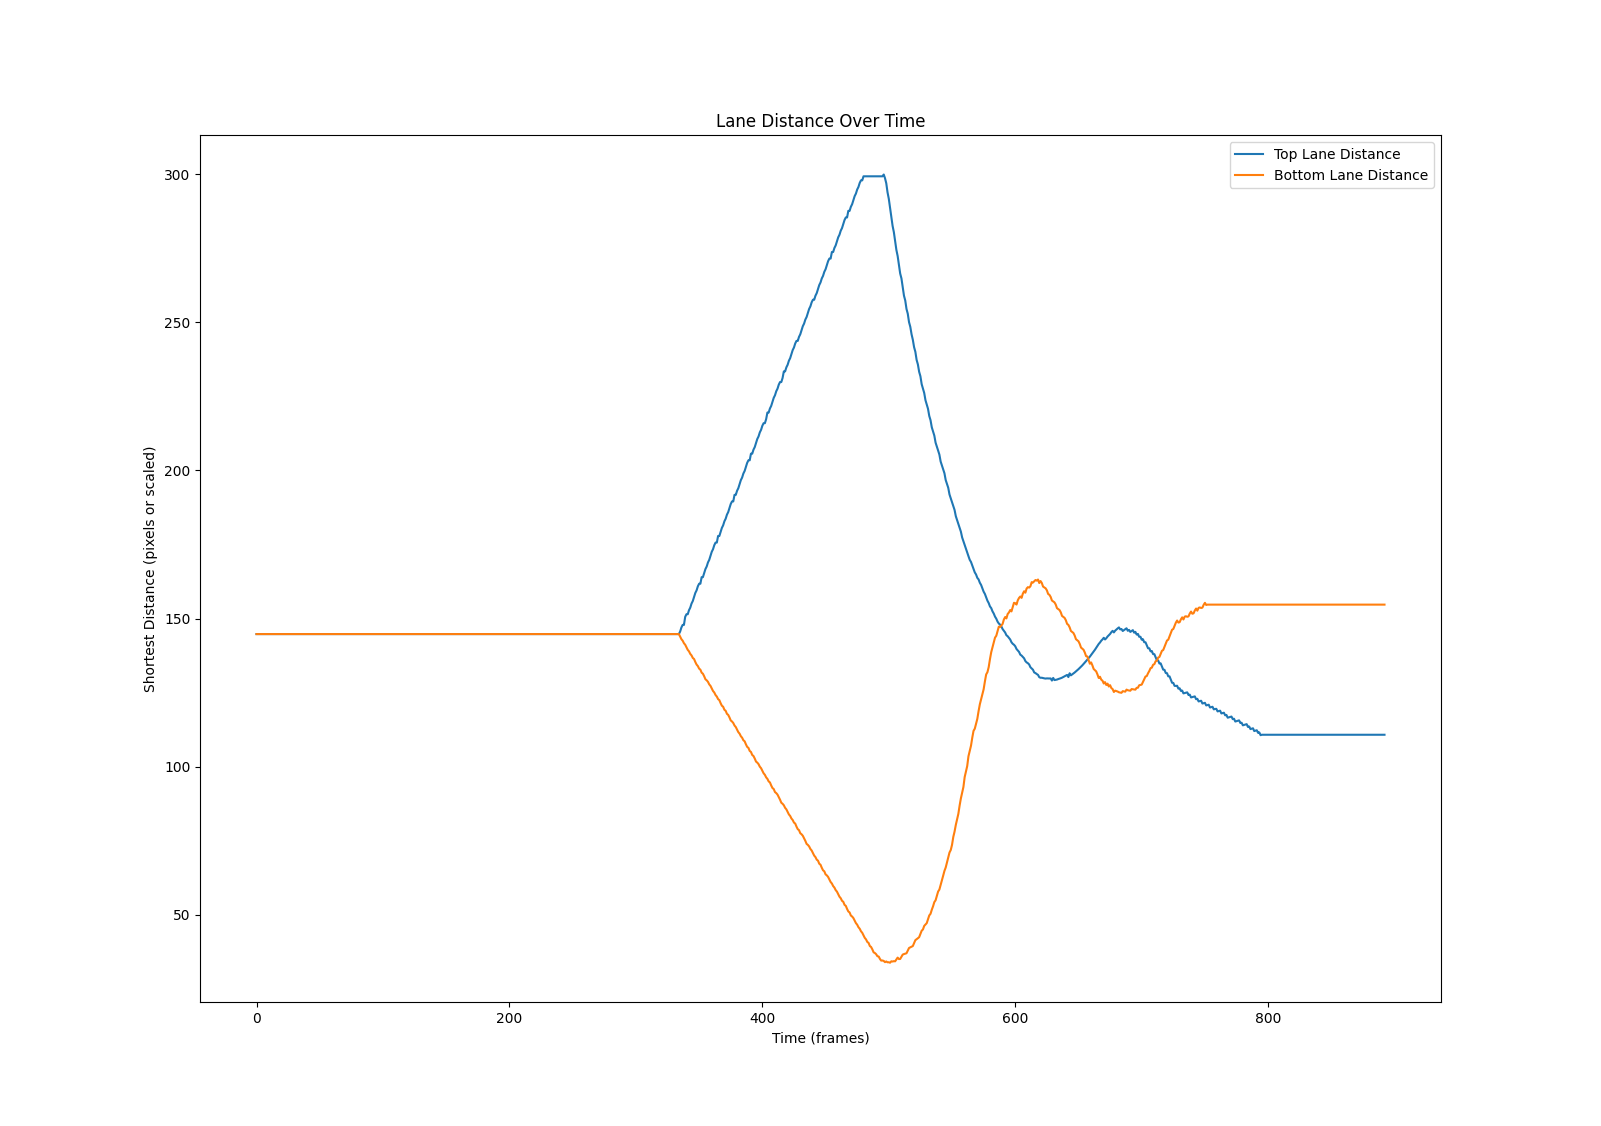 Lane Distance Over Time
Top Lane Distance
Bottom Lane Distance
300
250
200
150
100
50
Shortest Distance (pixels or scaled)
0 200 400 600 800
Time (frames)